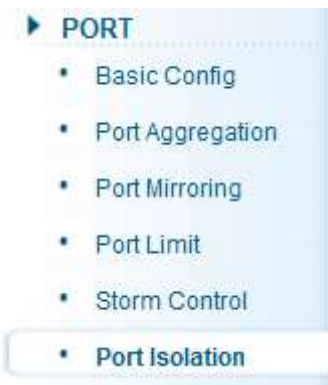 PORT
Basic Config
Port Aggregation
Port Mirroring
Port Limit
Storm Control
Port Isolation